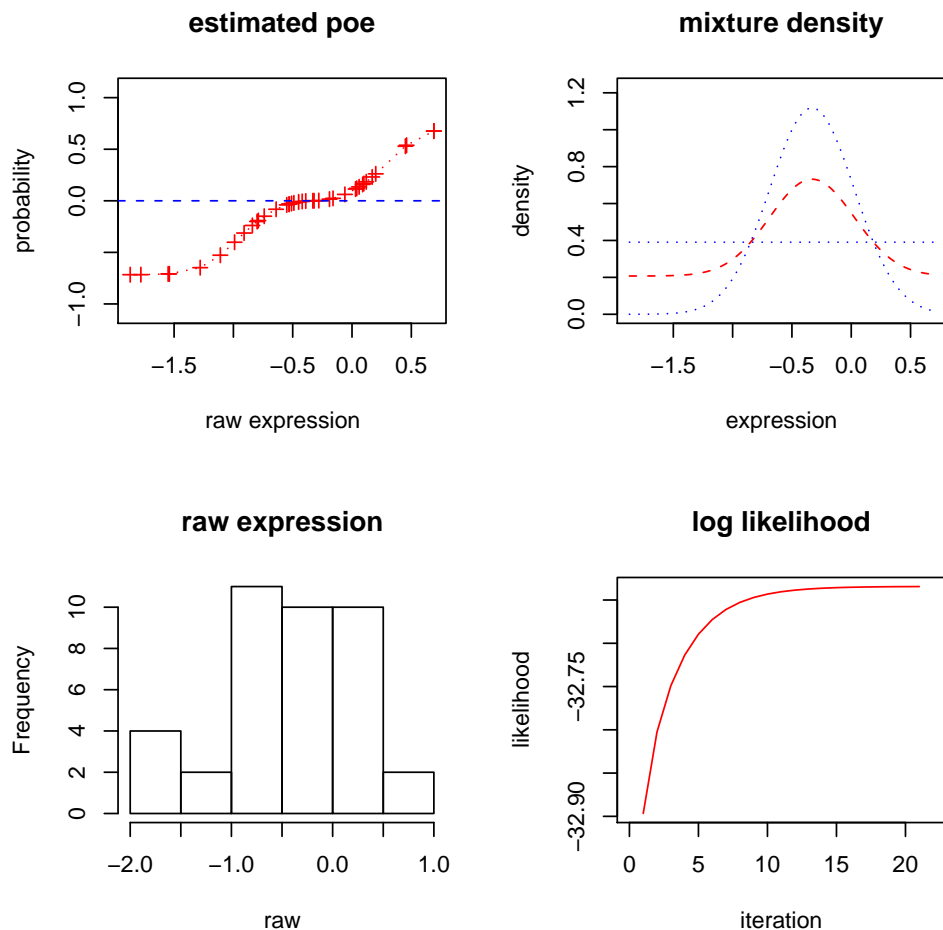 estimated poe
probability
1.0
0.5
0.0
−1.0
−1.5
−0.5
0.0
0.5
raw expression
mixture density
density
1.2
0.8
0.4
0.0
−1.5
−0.5
0.0
0.5
expression
raw expression
Frequency
10
8
6
4
2
0
−2.0
−1.0
0.0
1.0
raw
log likelihood
likelihood
−32.75
−32.90
0
5
10
15
20
iteration